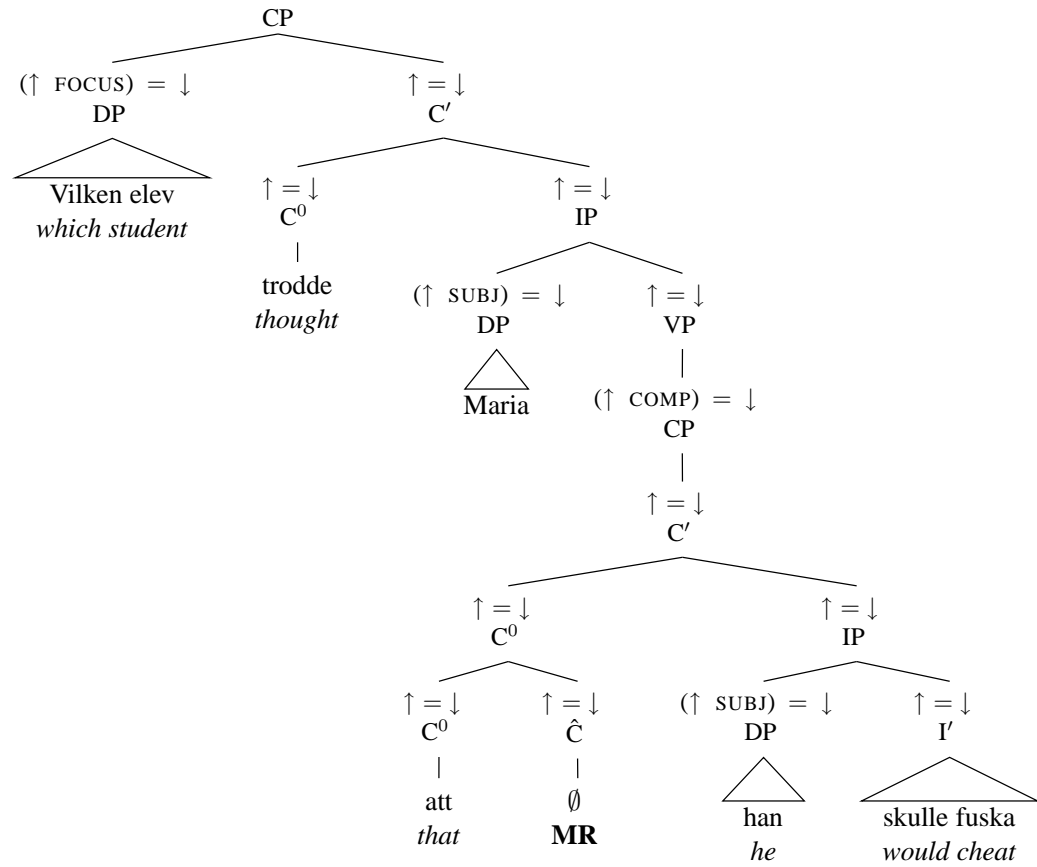 CP
(↑ FOCUS) = ↓ ↑ = ↓
DP C′
Vilken elev ↑ = ↓ ↑ = ↓
which student C⁰ IP
trodde (↑ SUBJ) = ↓ ↑ = ↓
thought DP VP
Maria (↑ COMP) = ↓
CP
↑ = ↓
C′
↑ = ↓ ↑ = ↓
C⁰ IP
↑ = ↓ ↑ = ↓ (↑ SUBJ) = ↓ ↑ = ↓
C⁰ Ĉ DP I′
att ∅ han skulle fuska
that MR he would cheat